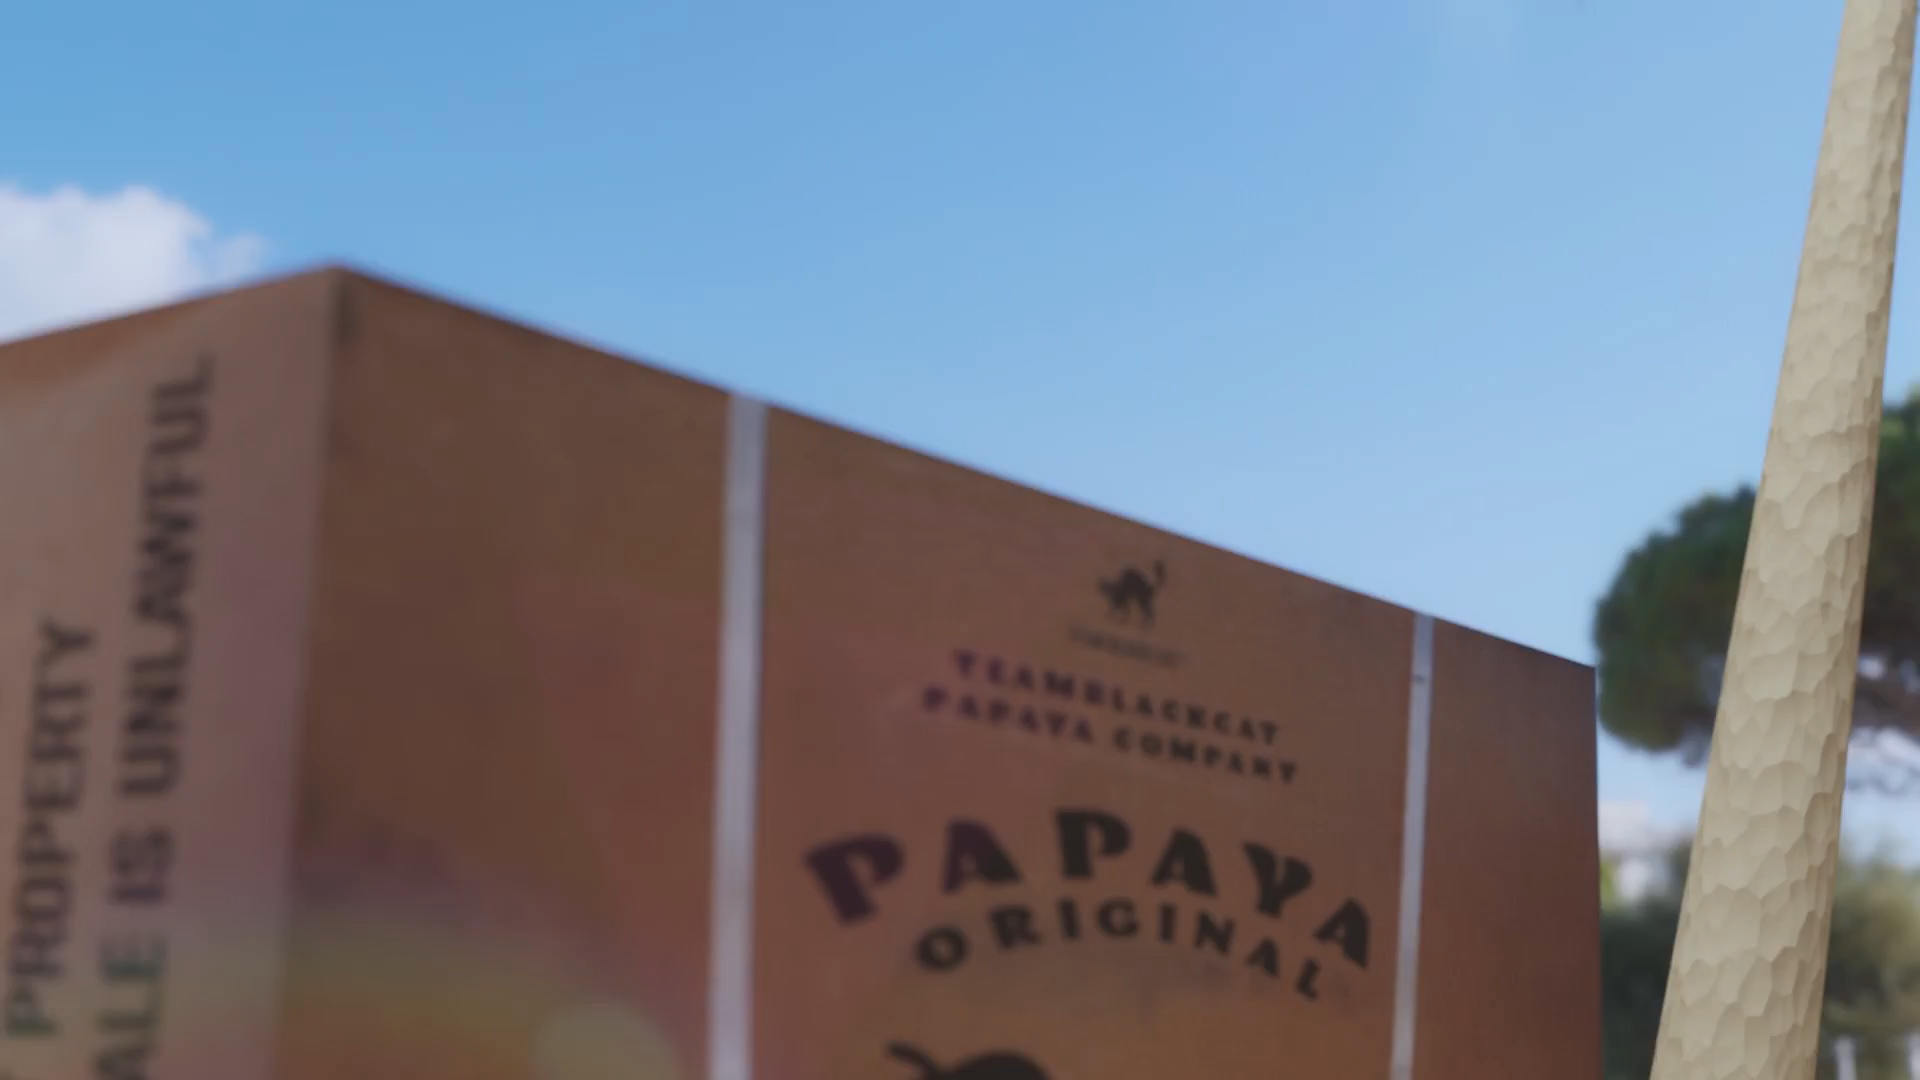 PROPERTY
ALE IS UNLAWFUL
TEAMBLACKCAT
PAPAYA COMPANY
PAPAYA
ORIGINAL